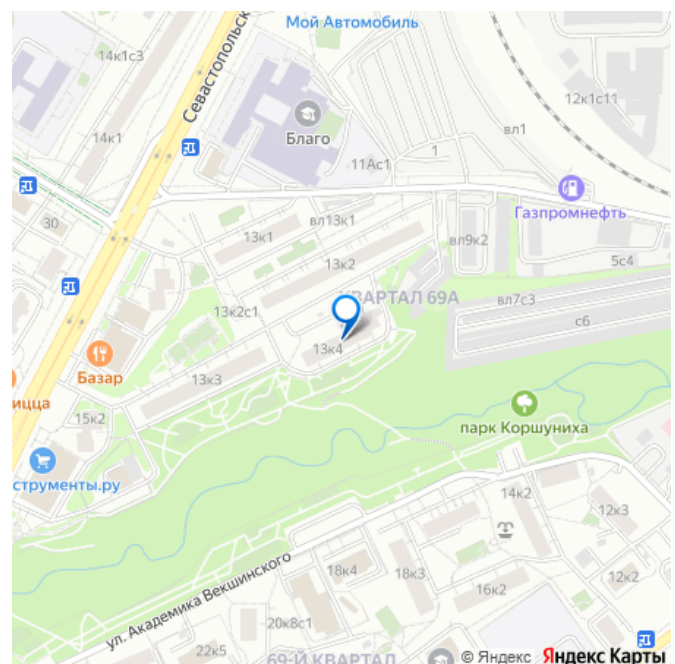 Мой Автомобиль
14к1с3
Севастопольск
12к1с11
Благо
вл1
14к1
11Ас1
1
Газпромнефть
30
вл13к1
13к1
вл9к2
13к2
5с4
КВАРТАЛ 69А
вл7с3
13к2с1
с6
13к4
Базар
13к3
ицца
15к2
парк Коршуниха
струменты.ру
14к2
12к3
ул. Академика Векшинского
18к4
18к3
16к2
12к2
20к8с1
22к5
69-Й КВАРТАЛ
© Яндекс Яндекс Карты